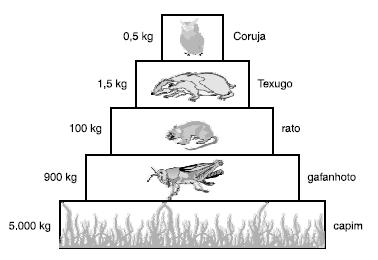 0,5 kg Coruja
1,5 kg Texugo
100 kg rato
900 kg gafanhoto
5.000 kg capim